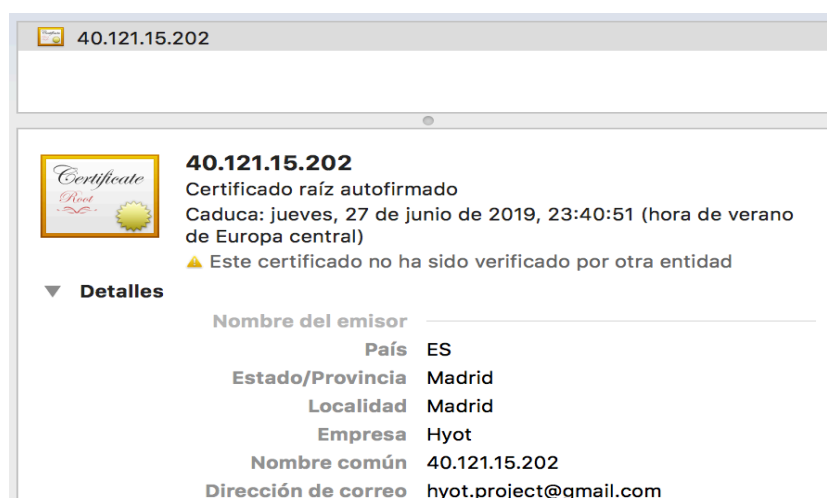 40.121.15.202
Certificate
Root
40.121.15.202
Certificado raíz autofirmado
Caduca: jueves, 27 de junio de 2019, 23:40:51 (hora de verano
de Europa central)
Este certificado no ha sido verificado por otra entidad
Detalles
Nombre del emisor
País ES
Estado/Provincia Madrid
Localidad Madrid
Empresa Hyot
Nombre común 40.121.15.202
Dirección de correo hyot.project@gmail.com